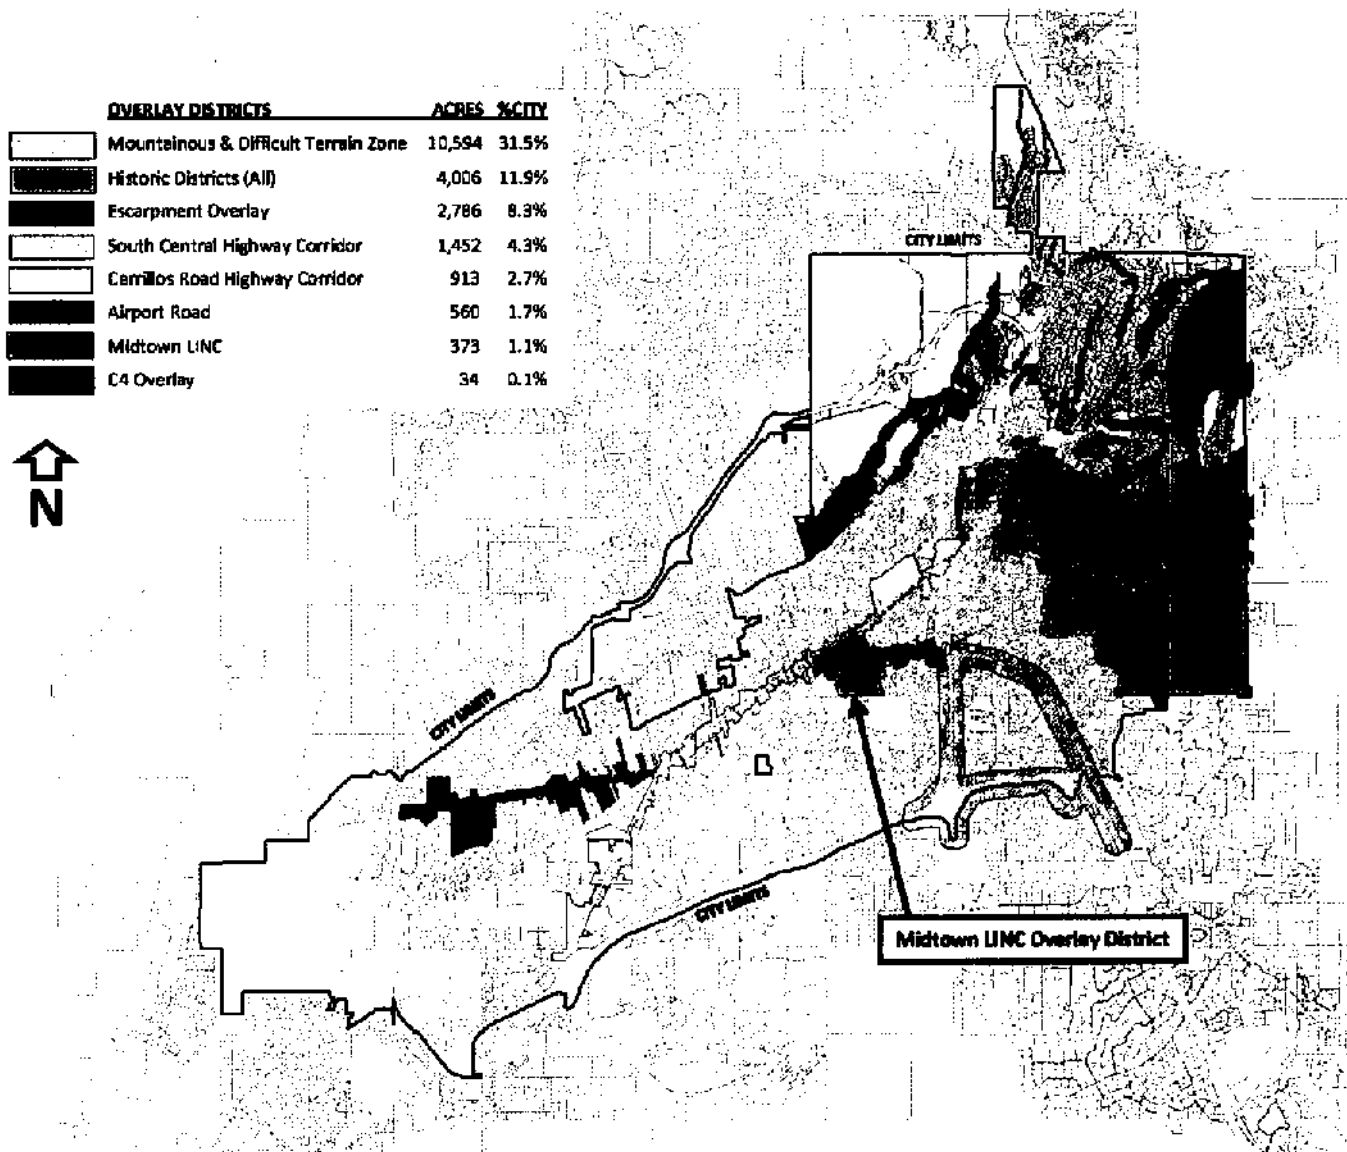 OVERLAY DISTRICTS ACRES %CITY
Mountainous & Difficult Terrain Zone 10,594 31.5%
Historic Districts (All) 4,006 11.9%
Escarpment Overlay 2,786 8.3%
South Central Highway Corridor 1,452 4.3%
Cerrillos Road Highway Corridor 913 2.7%
Airport Road 560 1.7%
Midtown LINC 373 1.1%
C4 Overlay 34 0.1%
N
CITY LIMITS
CITY LIMITS
CITY LIMITS
Midtown LINC Overlay District